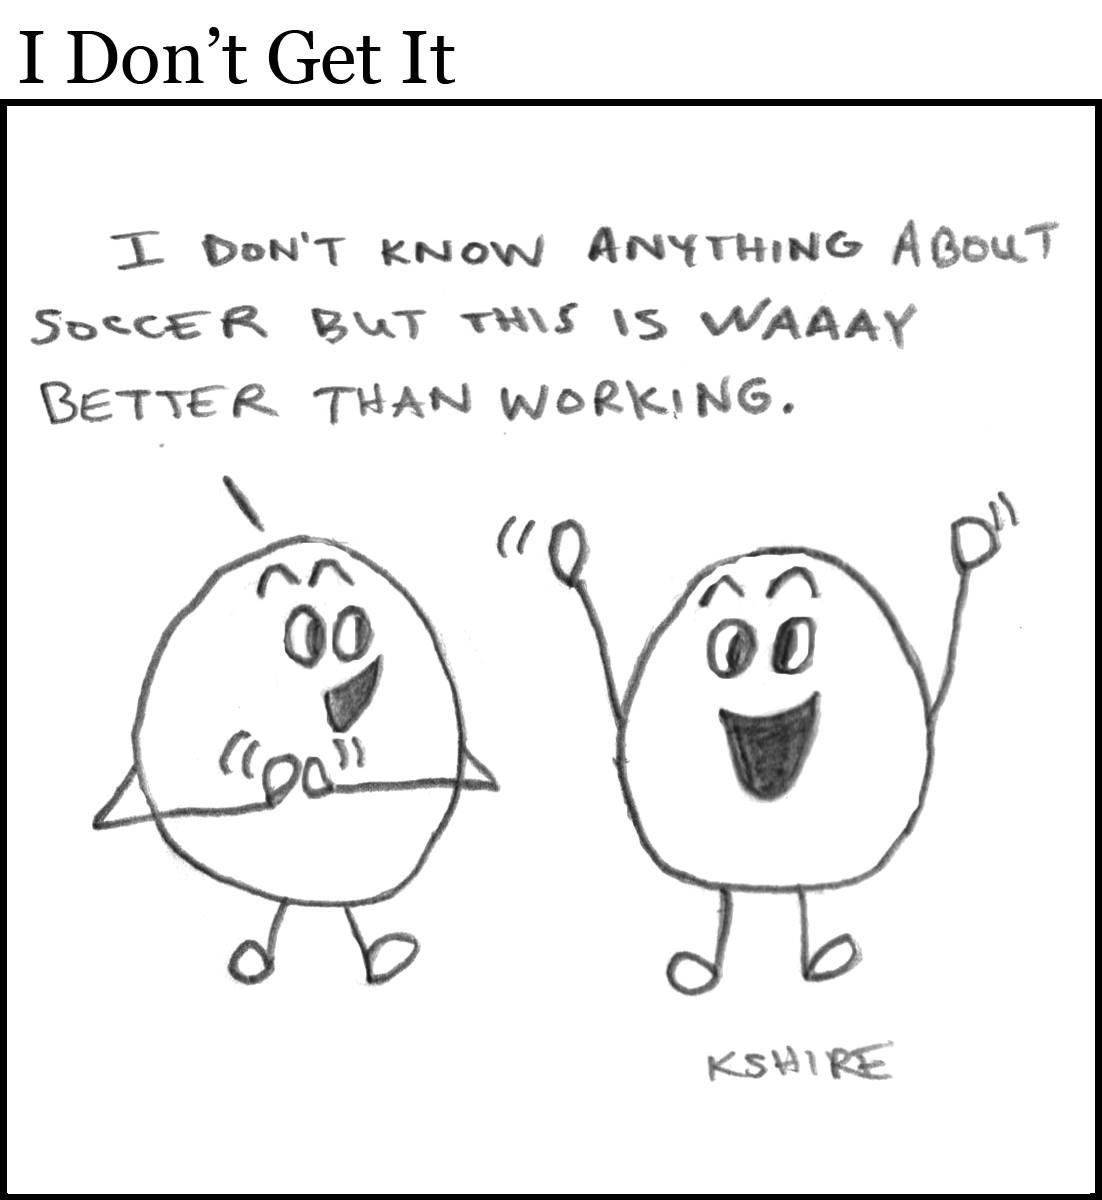 I Don't Get It
I DON'T KNOW ANYTHING ABOUT
SOCCER BUT THIS IS WAAAY
BETTER THAN WORKING.
KSHIRE